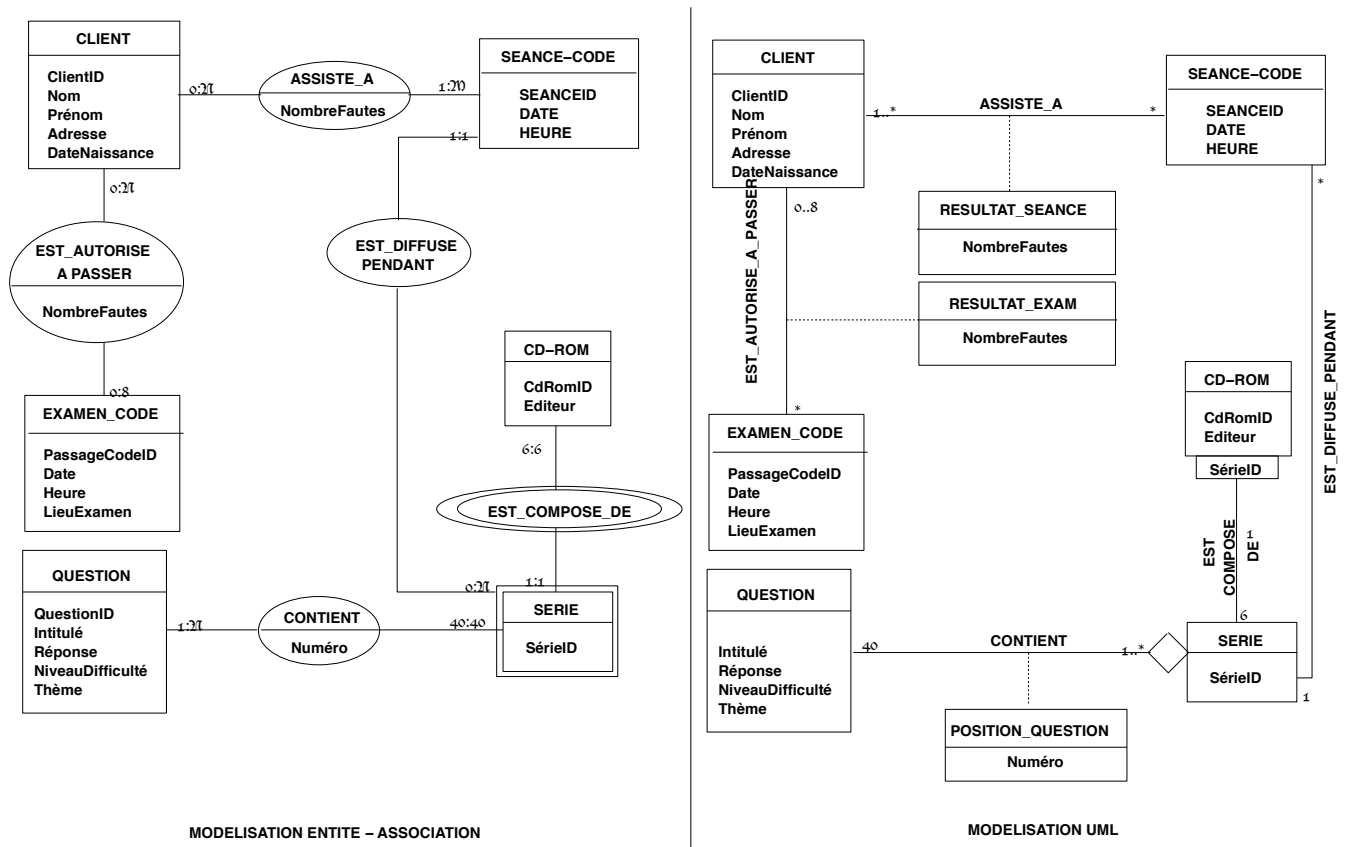 CLIENT
ClientID
Nom
Prénom
Adresse
DateNaissance
0:N
ASSISTE_A
NombreFautes
1:M
SEANCE–CODE
SEANCEID
DATE
HEURE
1:1
0:N
EST_AUTORISE
A PASSER
NombreFautes
0:8
EST_DIFFUSE
PENDANT
EXAMEN_CODE
PassageCodeID
Date
Heure
LieuExamen
CD–ROM
CdRomID
Editeur
6:6
EST_COMPOSE_DE
1:1
0:N
QUESTION
QuestionID
Intitulé
Réponse
NiveauDifficulté
Thème
1:N
CONTIENT
Numéro
40:40
SERIE
SérieID
MODELISATION ENTITE – ASSOCIATION
CLIENT
ClientID
Nom
Prénom
Adresse
DateNaissance
1..*
ASSISTE_A
*
SEANCE–CODE
SEANCEID
DATE
HEURE
*
RESULTAT_SEANCE
NombreFautes
0..8
EST_AUTORISE_A_PASSER
RESULTAT_EXAM
NombreFautes
*
EXAMEN_CODE
PassageCodeID
Date
Heure
LieuExamen
EST_DIFFUSE_PENDANT
CD–ROM
CdRomID
Editeur
SérieID
EST
COMPOSE
DE
1
6
QUESTION
Intitulé
Réponse
NiveauDifficulté
Thème
40
CONTIENT
1..*
SERIE
SérieID
1
POSITION_QUESTION
Numéro
MODELISATION UML